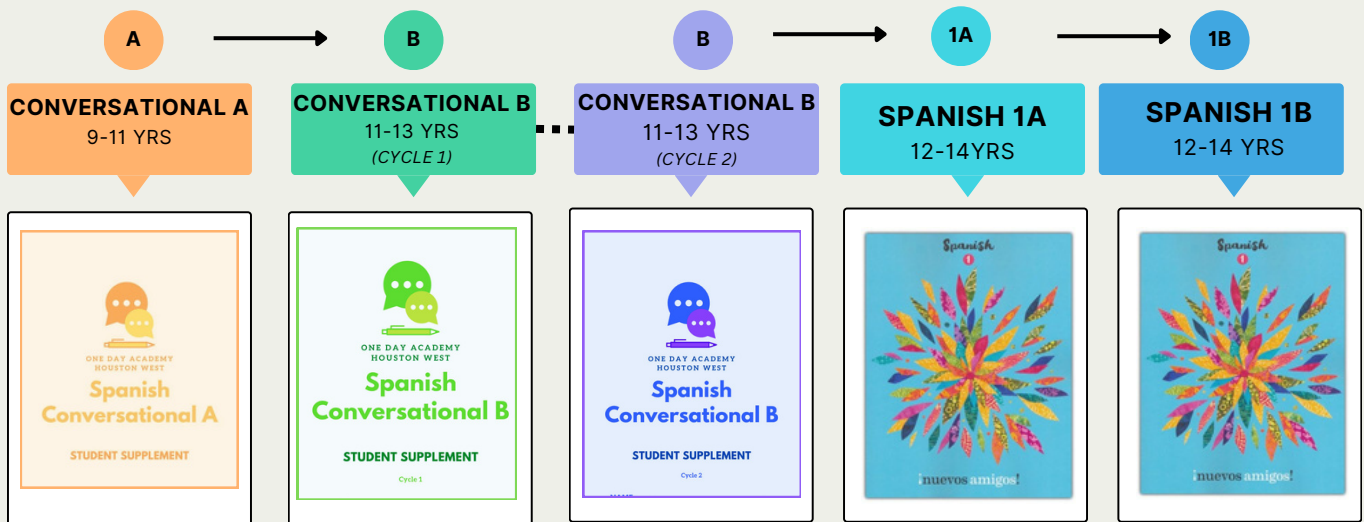 A
B
B
1A
1B
CONVERSATIONAL A
9-11 YRS
CONVERSATIONAL B
11-13 YRS
(CYCLE 1)
CONVERSATIONAL B
11-13 YRS
(CYCLE 2)
SPANISH 1A
12-14YRS
SPANISH 1B
12-14 YRS
ONE DAY ACADEMY
HOUSTON WEST
Spanish
Conversational A
STUDENT SUPPLEMENT
ONE DAY ACADEMY
HOUSTON WEST
Spanish
Conversational B
STUDENT SUPPLEMENT
Cycle 1
ONE DAY ACADEMY
HOUSTON WEST
Spanish
Conversational B
STUDENT SUPPLEMENT
Cycle 2
Spanish
1
¡nuevos amigos!
Spanish
1
¡nuevos amigos!